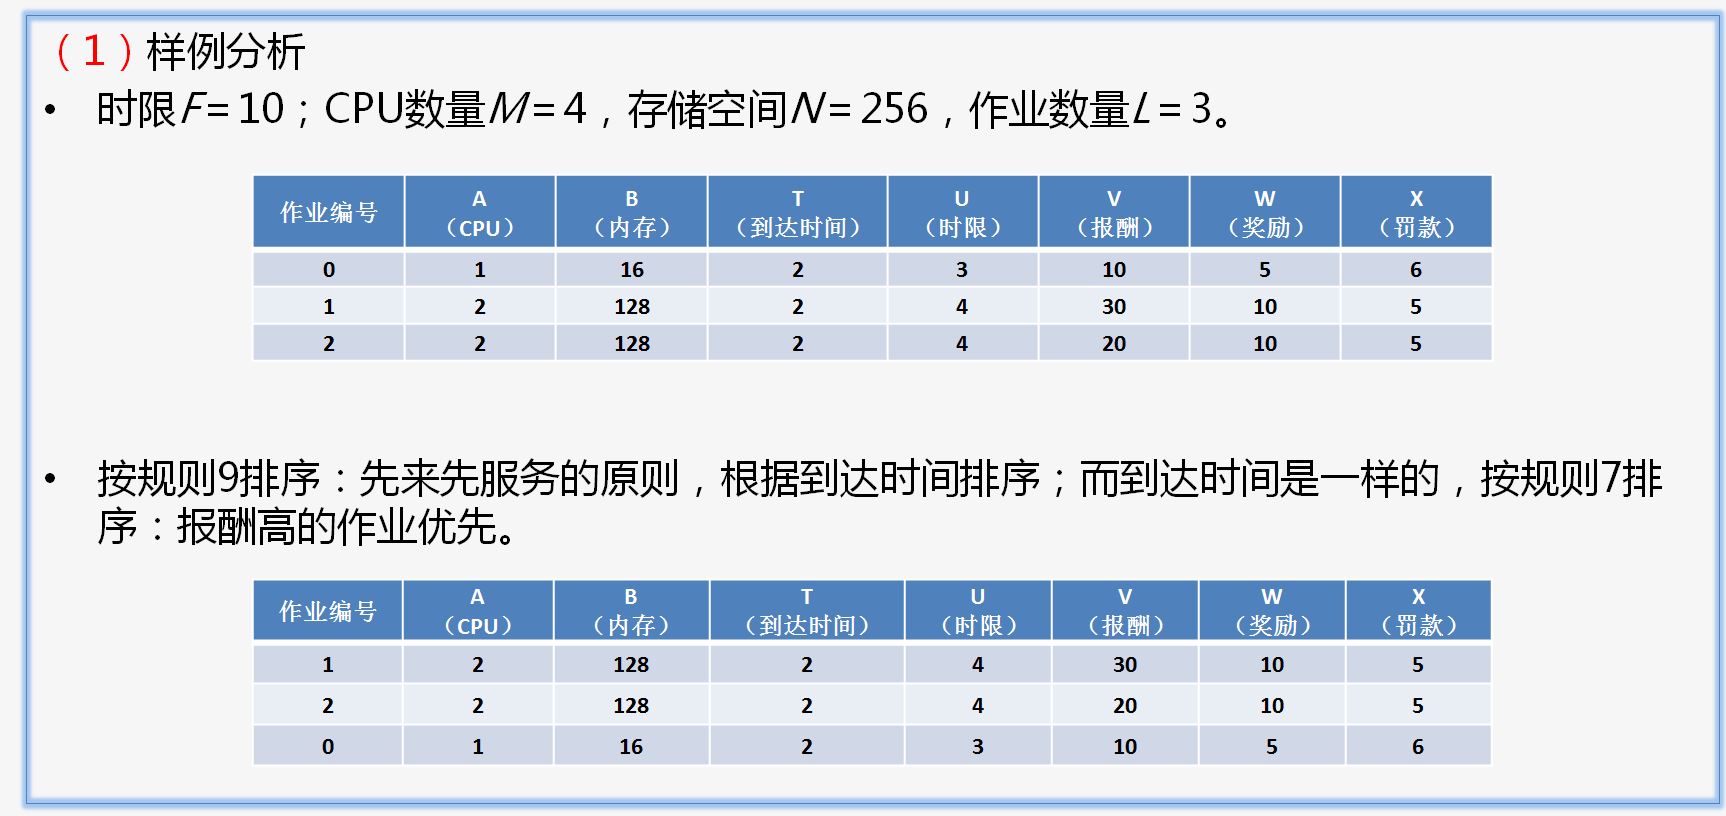 （1）样例分析
• 时限F=10；CPU数量M=4，存储空间N=256，作业数量L=3。
作业编号 A（CPU） B（内存） T（到达时间） U（时限） V（报酬） W（奖励） X（罚款）
0 1 16 2 3 10 5 6
1 2 128 2 4 30 10 5
2 2 128 2 4 20 10 5
• 按规则9排序：先来先服务的原则，根据到达时间排序；而到达时间是一样的，按规则7排
序：报酬高的作业优先。
作业编号 A（CPU） B（内存） T（到达时间） U（时限） V（报酬） W（奖励） X（罚款）
1 2 128 2 4 30 10 5
2 2 128 2 4 20 10 5
0 1 16 2 3 10 5 6